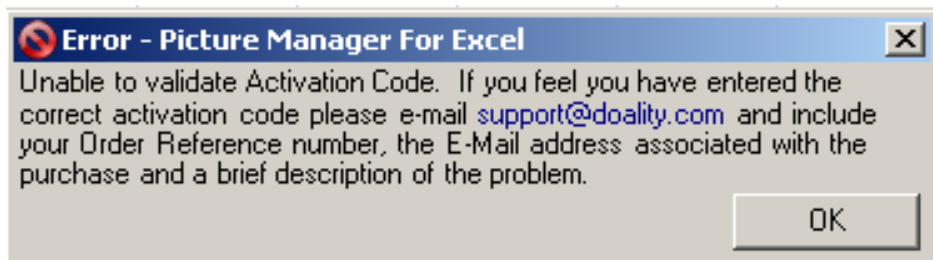 Error - Picture Manager For Excel
Unable to validate Activation Code.  If you feel you have entered the
correct activation code please e-mail support@doality.com and include
your Order Reference number, the E-Mail address associated with the
purchase and a brief description of the problem.
OK